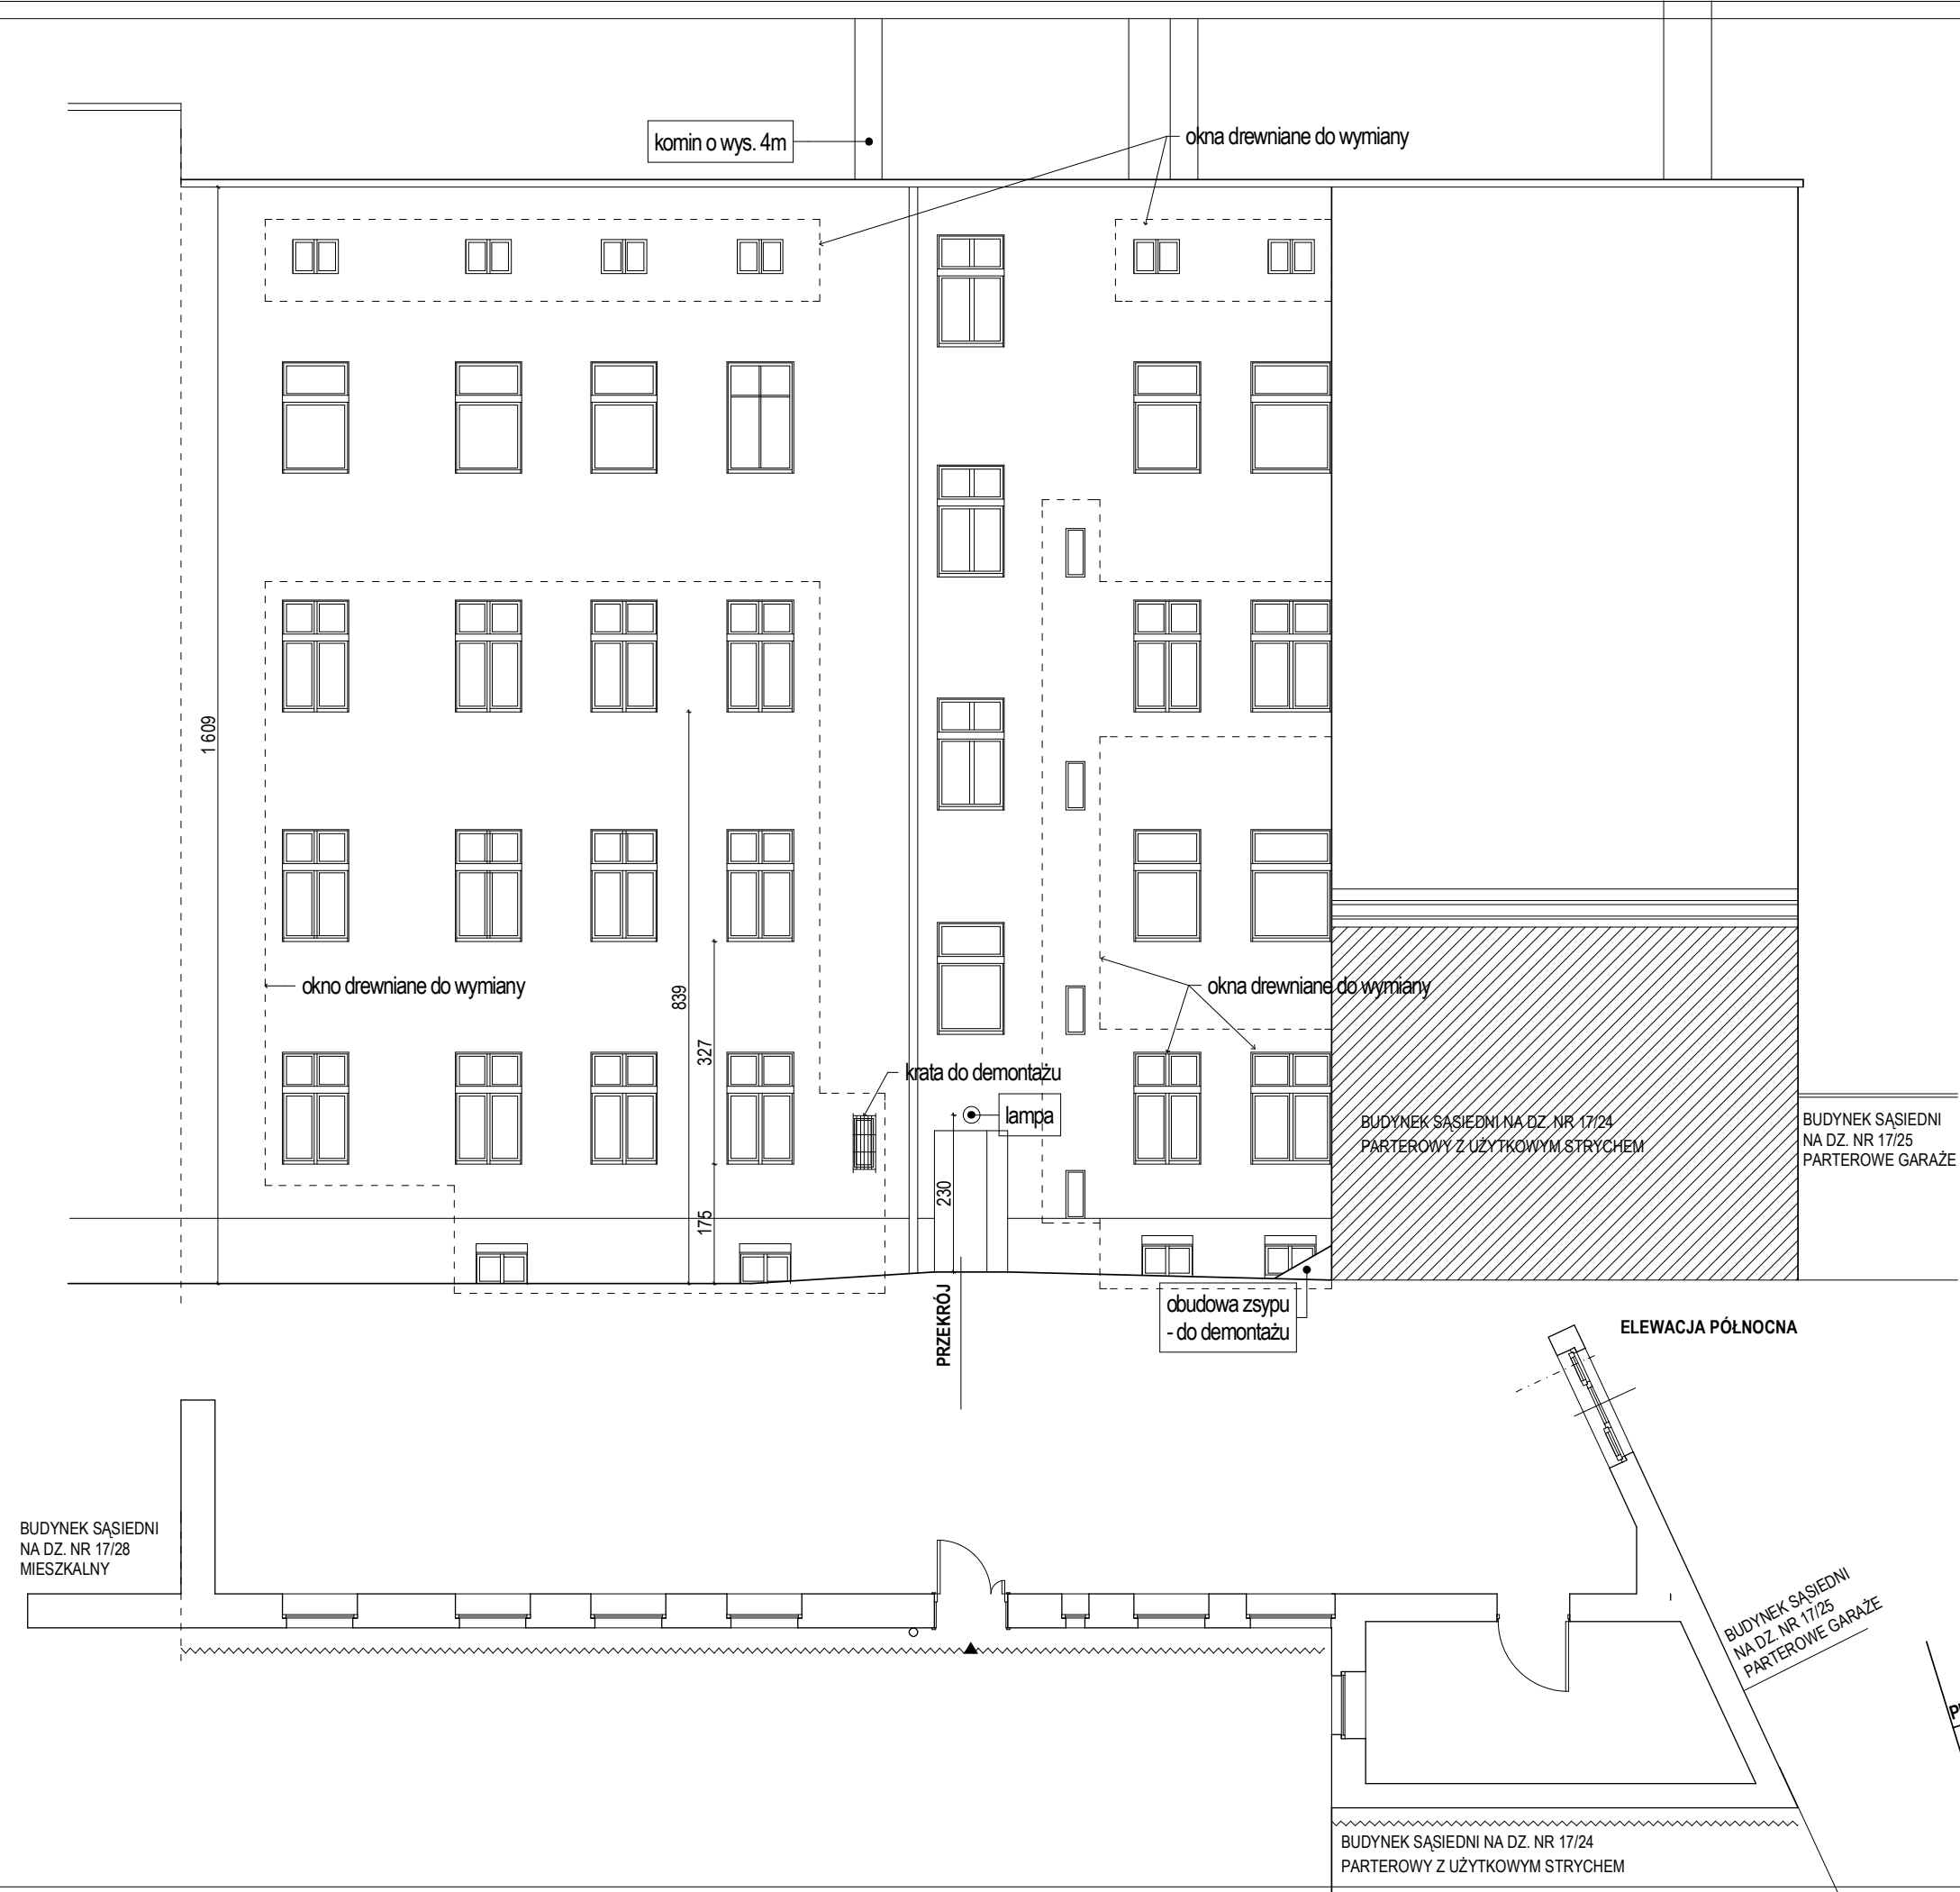 komin o wys. 4m
okna drewniane do wymiany
1 609
839
okno drewniane do wymiany
okna drewniane do wymiany
327
krata do demontażu
lampa
BUDYNEK SĄSIEDNI NA DZ. NR 17/24
PARTEROWY Z UŻYTKOWYM STRYCHEM
BUDYNEK SĄSIEDNI
NA DZ. NR 17/25
PARTEROWE GARAŻE
230
175
PRZEKRÓJ
obudowa zsypu
- do demontażu
ELEWACJA PÓŁNOCNA
BUDYNEK SĄSIEDNI
NA DZ. NR 17/28
MIESZKALNY
BUDYNEK SĄSIEDNI
NA DZ. NR 17/25
PARTEROWE GARAŻE
BUDYNEK SĄSIEDNI NA DZ. NR 17/24
PARTEROWY Z UŻYTKOWYM STRYCHEM